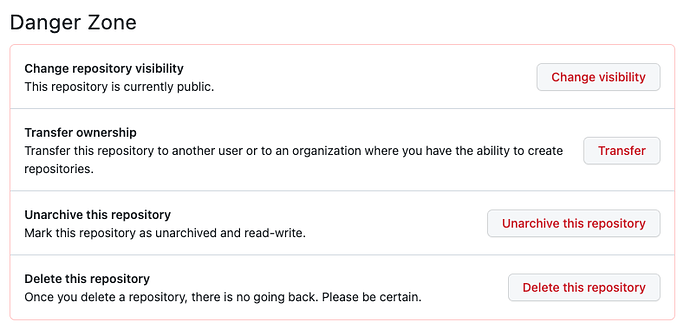 Danger Zone
Change repository visibility
This repository is currently public.
Change visibility
Transfer ownership
Transfer this repository to another user or to an organization where you have the ability to create
repositories.
Transfer
Unarchive this repository
Mark this repository as unarchived and read-write.
Unarchive this repository
Delete this repository
Once you delete a repository, there is no going back. Please be certain.
Delete this repository